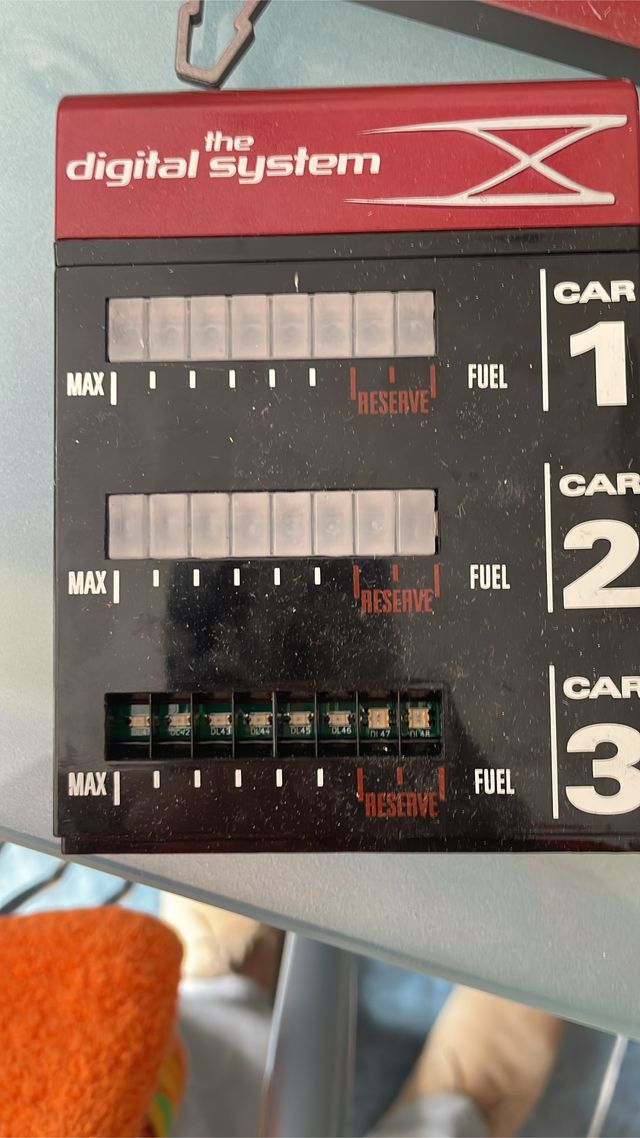 the
digital system
CAR
1
MAX
RESERVE
FUEL
CAR
2
MAX
RESERVE
FUEL
CAR
3
DL42 DL43 DL44 DL45 DL46 DL47 DL48
MAX
RESERVE
FUEL